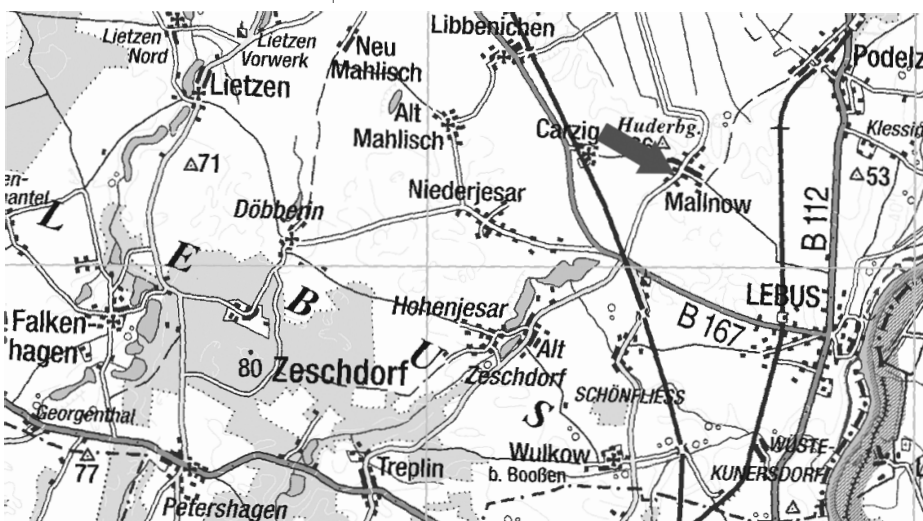 Libbenichen
Lietzen
Nord
Lietzen
Vorwerk
Neu
Mahlisch
Podelz
Lietzen
Alt
Mahlisch
Carzig
Huderbg.
Klessig
71
53
Mallnow
Niederjesar
Döbberin
L
E
B
U
S
B 112
LEBUS
B 167
Hohenjesar
Falken-
hagen
Alt
Zeschdorf
80
Zeschdorf
SCHÖNFLIESS
Georgenthal
77
Wulkow
b. Booßen
WÜSTE-
KUNERSDORF
Treplin
Petershagen